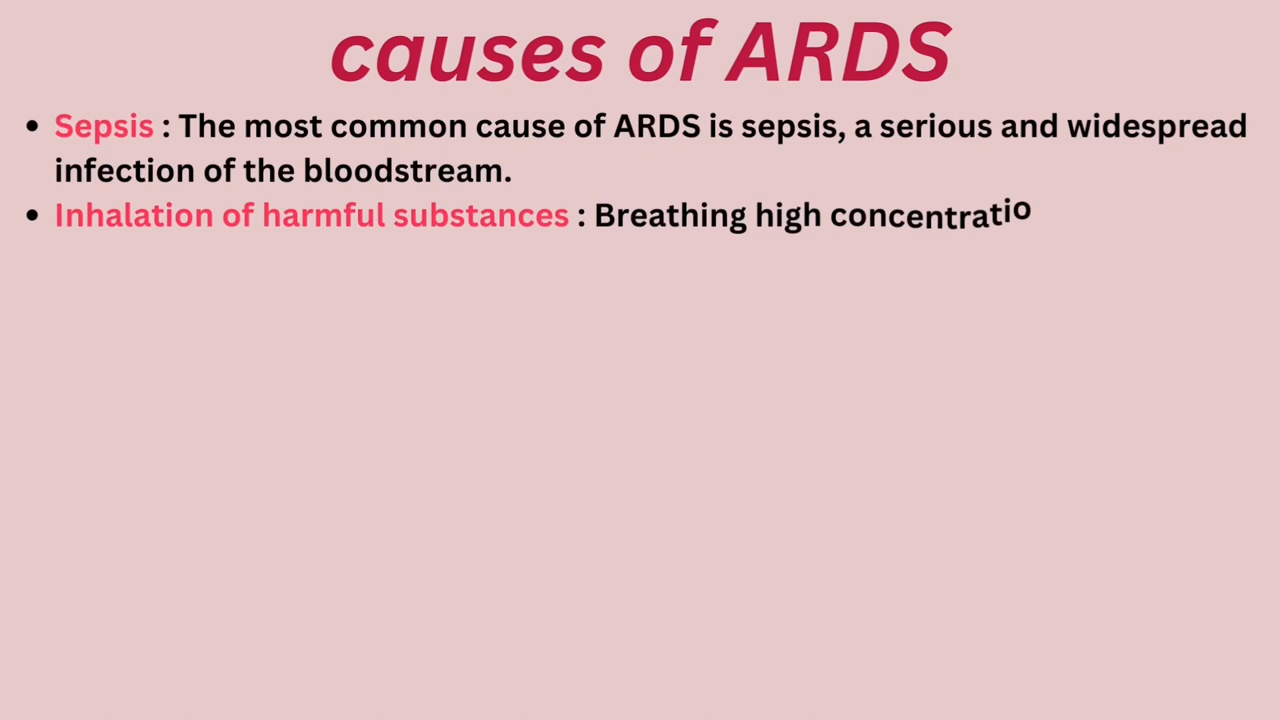 causes of ARDS
• Sepsis : The most common cause of ARDS is sepsis, a serious and widespread
infection of the bloodstream.
• Inhalation of harmful substances : Breathing high concentratio